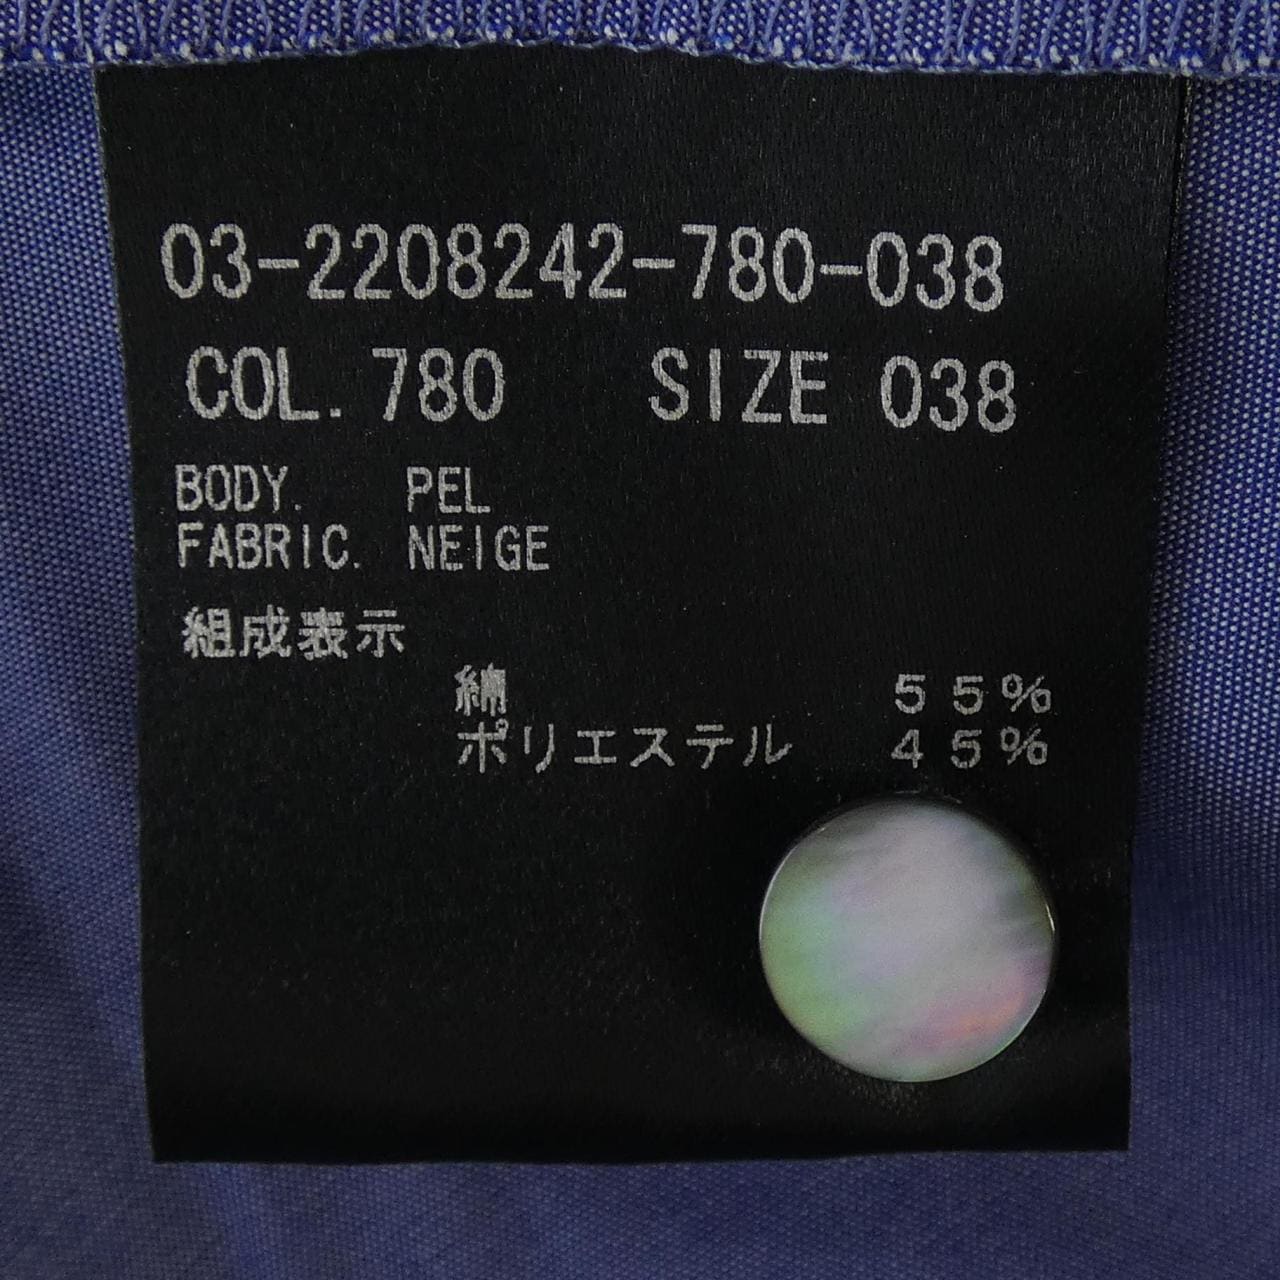 03-2208242-780-038
COL. 780 SIZE 038
BODY. PEL
FABRIC. NEIGE
組成表示
綿 55%
ポリエステル 45%